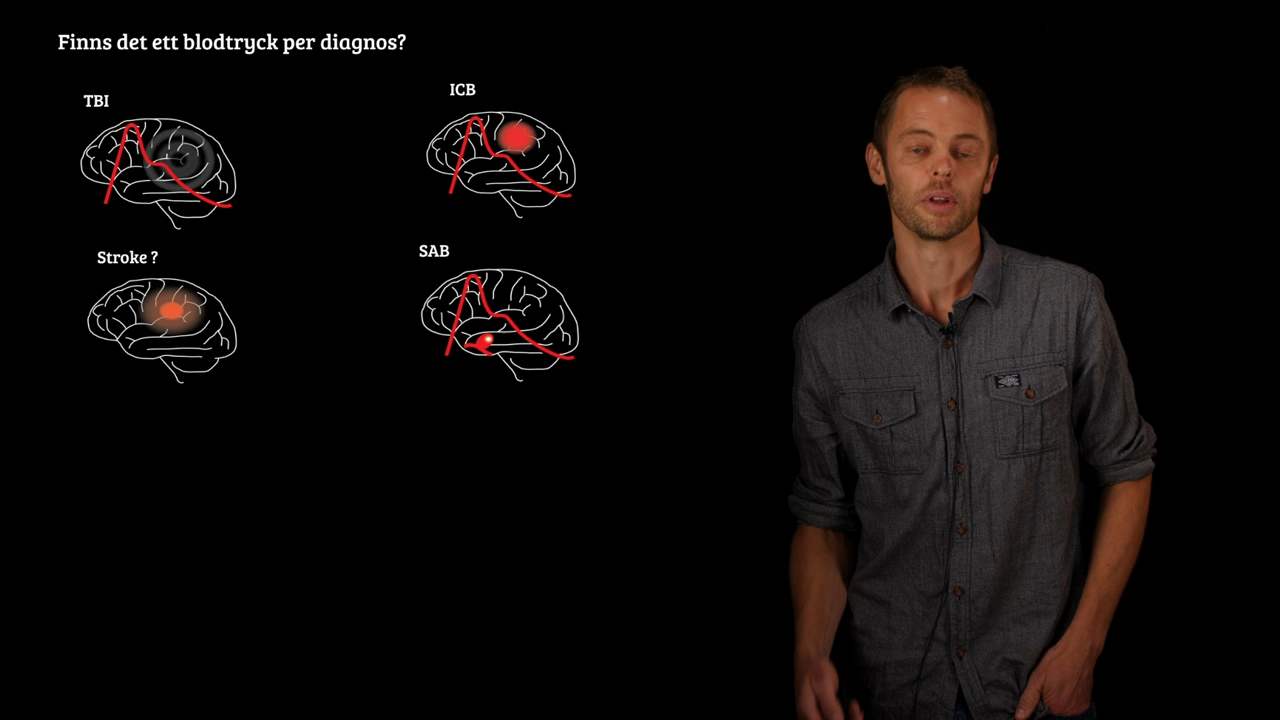 Finns det ett blodtryck per diagnos?
TBI
ICB
Stroke ?
SAB